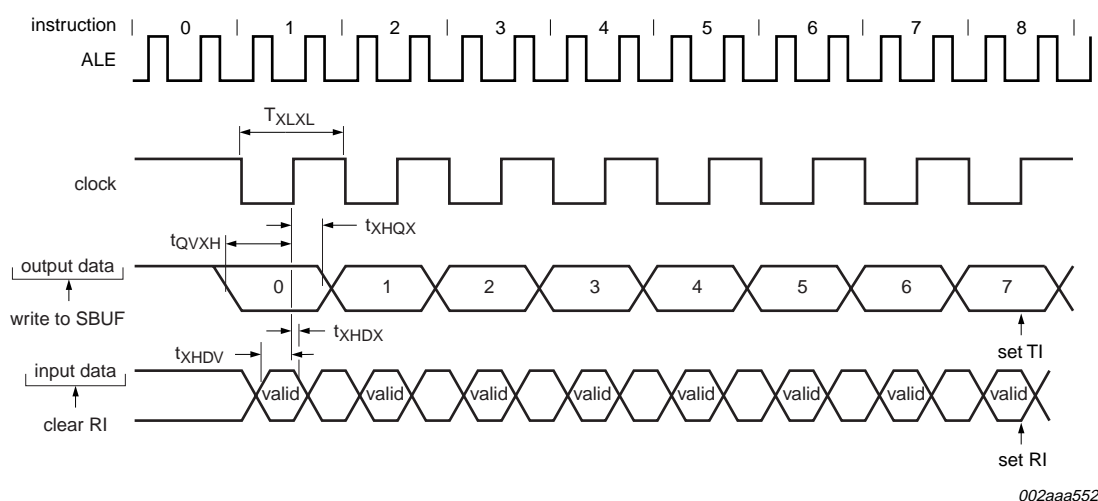 instruction 0 1 2 3 4 5 6 7 8
ALE
TXLXL
clock
tXHQX
tQVXH
output data
0 1 2 3 4 5 6 7
write to SBUF
tXHDX
set TI
tXHDV
input data
valid valid valid valid valid valid valid valid
clear RI
set RI
002aaa552